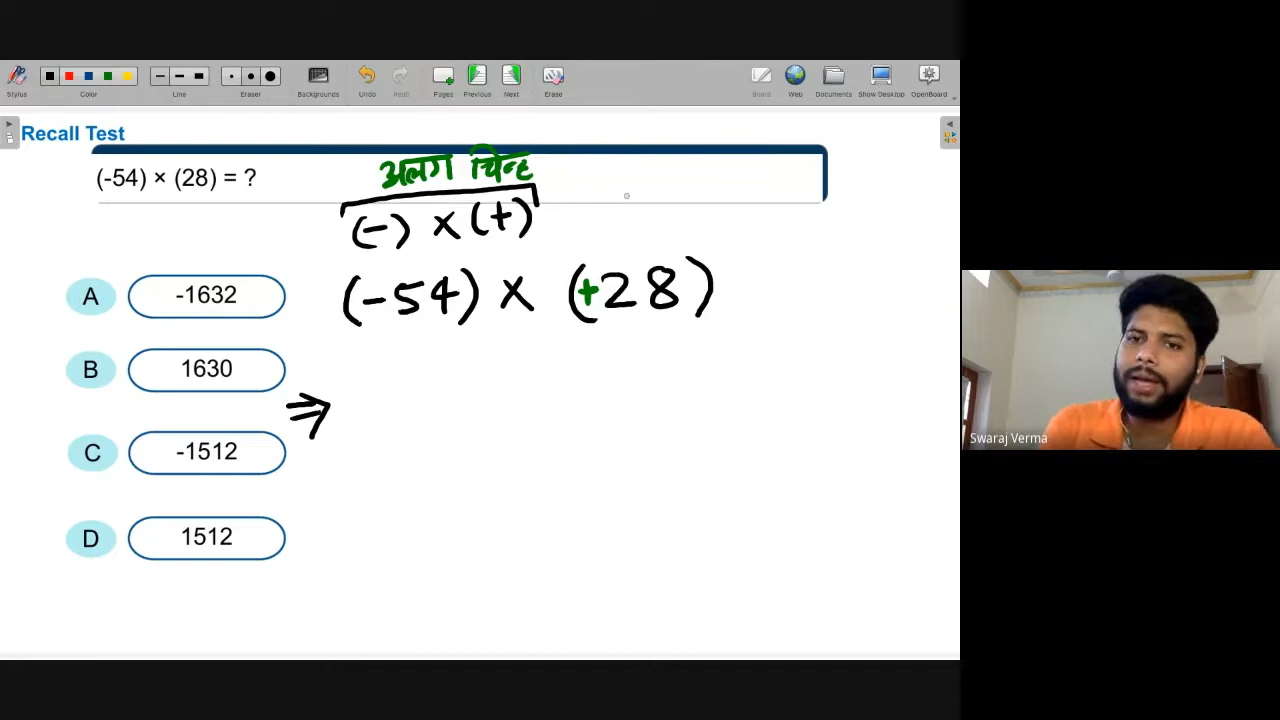 Stylus Color Line Eraser Backgrounds Undo Redo Pages Previous Next Erase Board Web Documents Show Desktop OpenBoard
Recall Test
अलग चिन्ह
(-54) × (28) = ?
(-) × (+)
(-54) × (+28)
A -1632
B 1630
⇒
C -1512
D 1512
Swaraj Verma